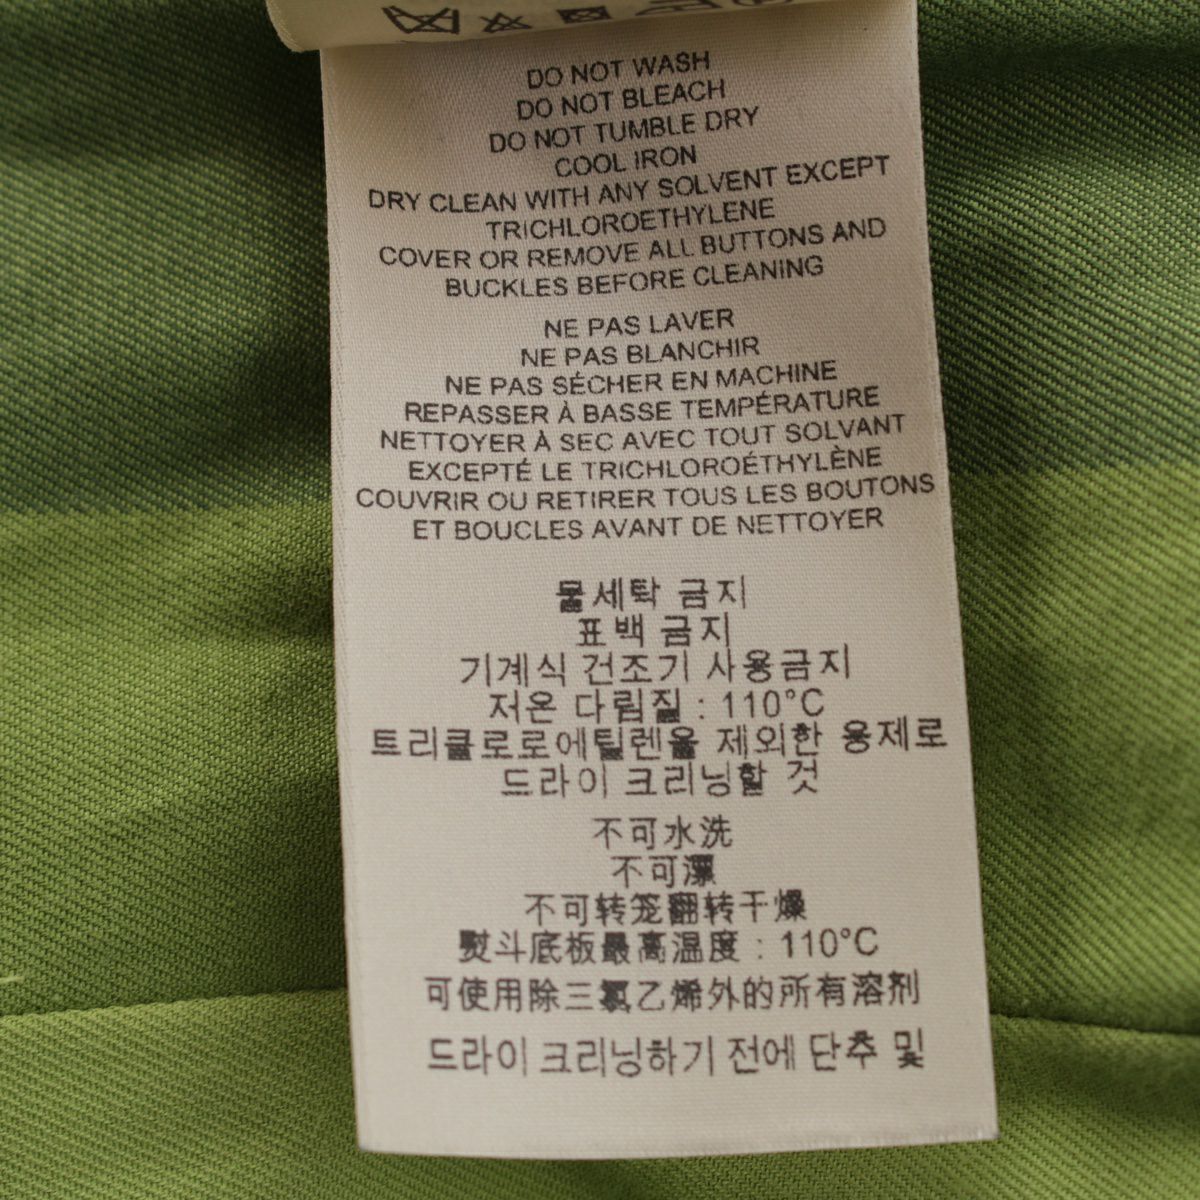 DO NOT WASH
DO NOT BLEACH
DO NOT TUMBLE DRY
COOL IRON
DRY CLEAN WITH ANY SOLVENT EXCEPT
TRICHLOROETHYLENE
COVER OR REMOVE ALL BUTTONS AND
BUCKLES BEFORE CLEANING
NE PAS LAVER
NE PAS BLANCHIR
NE PAS SÉCHER EN MACHINE
REPASSER À BASSE TEMPÉRATURE
NETTOYER À SEC AVEC TOUT SOLVANT
EXCEPTÉ LE TRICHLOROÉTHYLÈNE
COUVRIR OU RETIRER TOUS LES BOUTONS
ET BOUCLES AVANT DE NETTOYER
물세탁 금지
표백 금지
기계식 건조기 사용금지
저온 다림질 : 110°C
트리클로로에틸렌을 제외한 용제로
드라이 크리닝할 것
不可水洗
不可漂
不可转笼翻转干燥
熨斗底板最高温度 : 110°C
可使用除三氯乙烯外的所有溶剂
드라이 크리닝하기 전에 단추 및